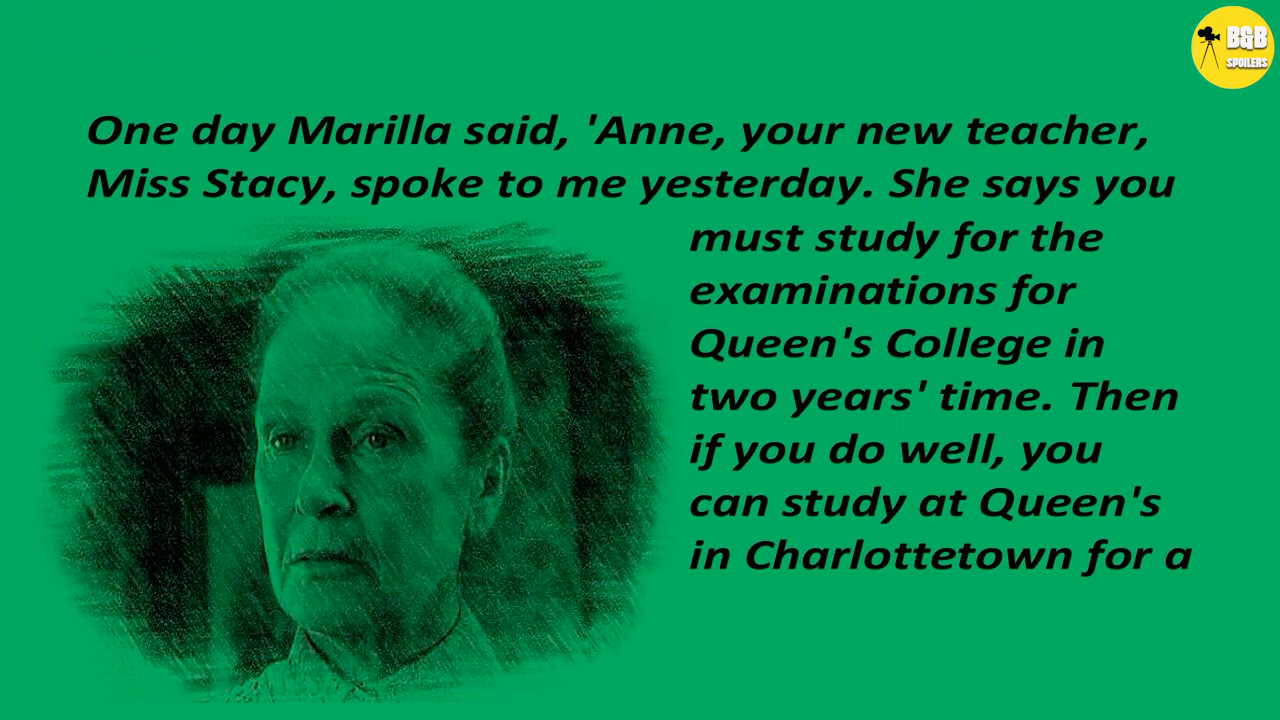 B&B
SPOILERS
One day Marilla said, 'Anne, your new teacher,
Miss Stacy, spoke to me yesterday. She says you
must study for the
examinations for
Queen's College in
two years' time. Then
if you do well, you
can study at Queen's
in Charlottetown for a